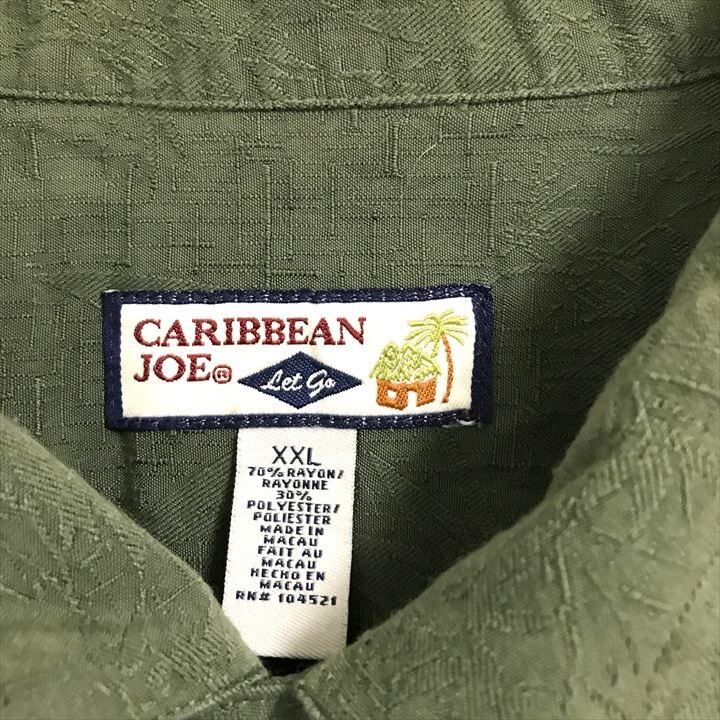 CARIBBEAN
JOE®
Let Go
XXL
70% RAYON/
RAYONNE
30%
POLYESTER/
POLIESTER
MADE IN
MACAU
FAIT AU
MACAU
HECHO EN
MACAU
RN# 104521